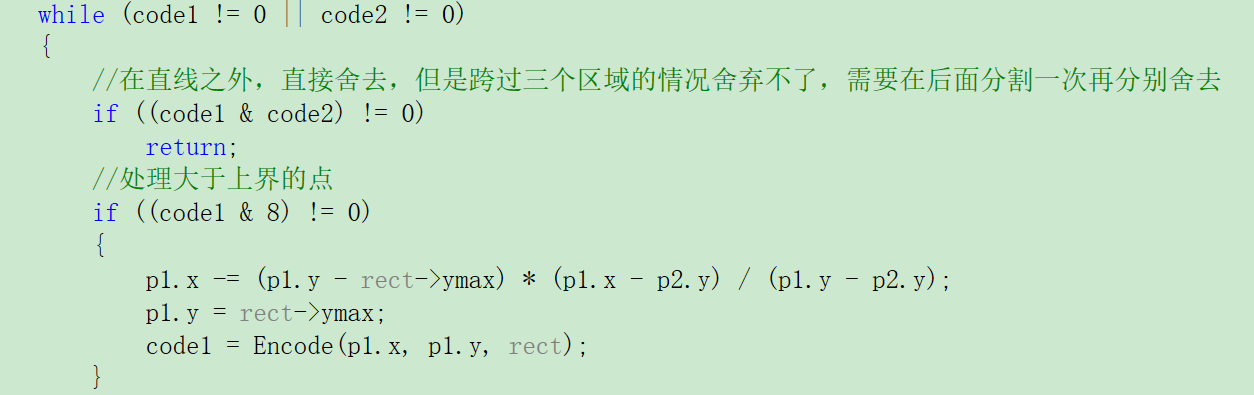 while (code1 != 0 || code2 != 0)
{
//在直线之外，直接舍去，但是跨过三个区域的情况舍弃不了，需要在后面分割一次再分别舍去
if ((code1 & code2) != 0)
return;
//处理大于上界的点
if ((code1 & 8) != 0)
{
p1.x -= (p1.y - rect->ymax) * (p1.x - p2.y) / (p1.y - p2.y);
p1.y = rect->ymax;
code1 = Encode(p1.x, p1.y, rect);
}